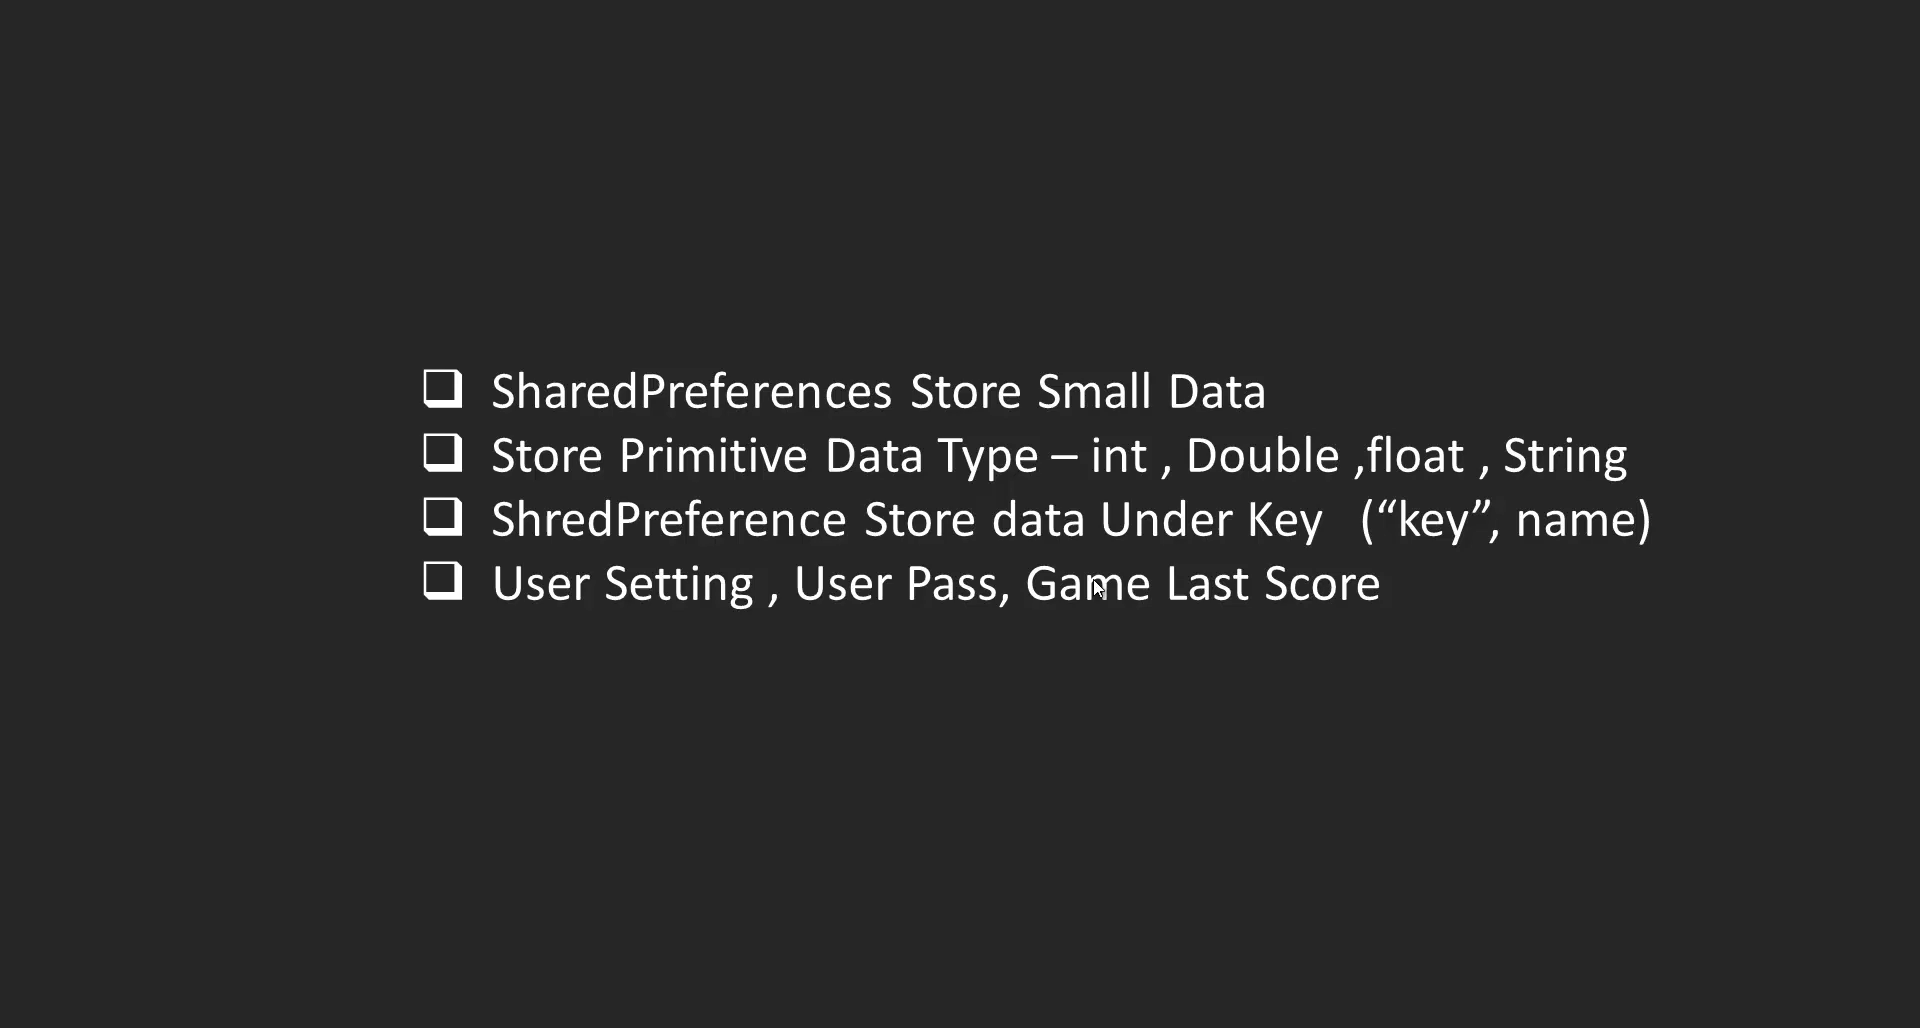 ❑ SharedPreferences Store Small Data
❑ Store Primitive Data Type – int , Double ,float , String
❑ ShredPreference Store data Under Key (“key”, name)
❑ User Setting , User Pass, Game Last Score